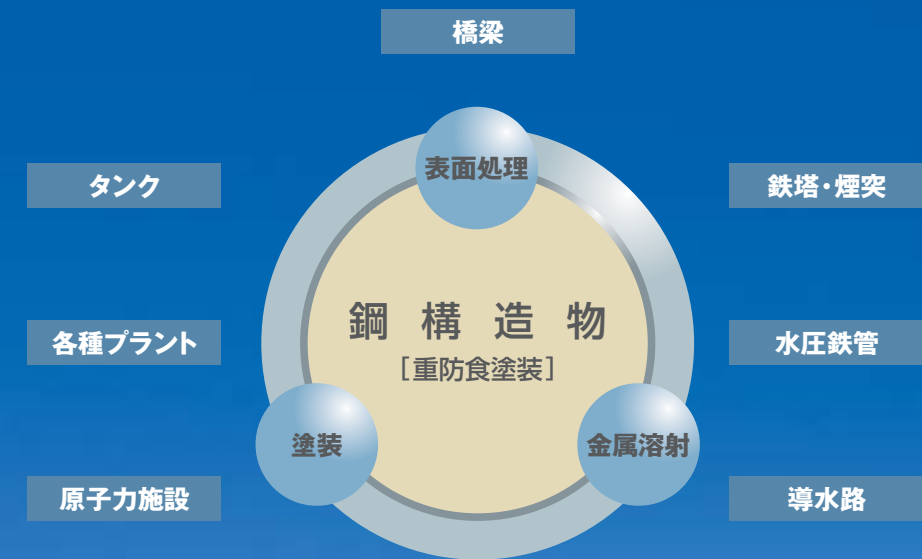 橋梁
表面処理
タンク
鉄塔・煙突
鋼構造物
[重防食塗装]
各種プラント
水圧鉄管
塗装
金属溶射
原子力施設
導水路